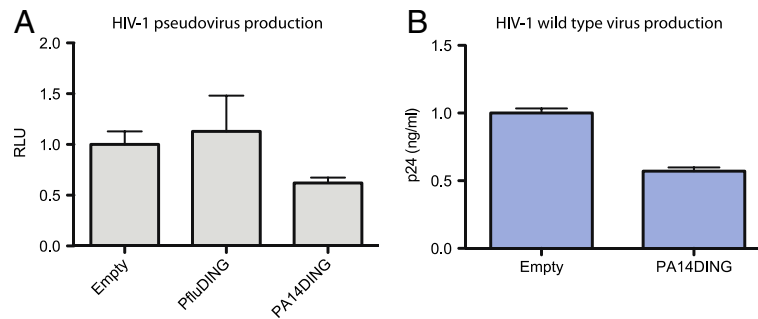 A
HIV-1 pseudovirus production
RLU
2.0
1.5
1.0
0.5
0.0
Empty
PfluDING
PA14DING
B
HIV-1 wild type virus production
p24 (ng/ml)
1.5
1.0
0.5
0.0
Empty
PA14DING